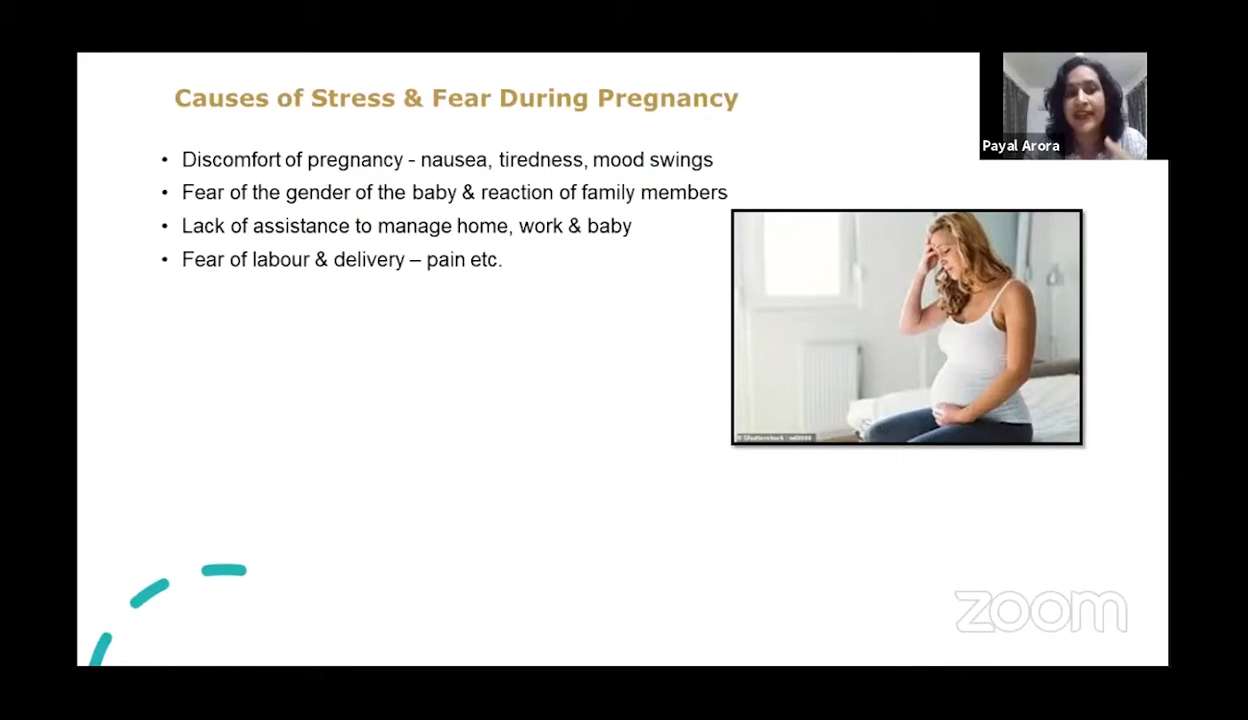 Causes of Stress & Fear During Pregnancy
Payal Arora
• Discomfort of pregnancy - nausea, tiredness, mood swings
• Fear of the gender of the baby & reaction of family members
• Lack of assistance to manage home, work & baby
• Fear of labour & delivery – pain etc.
© Shutterstock /
zoom